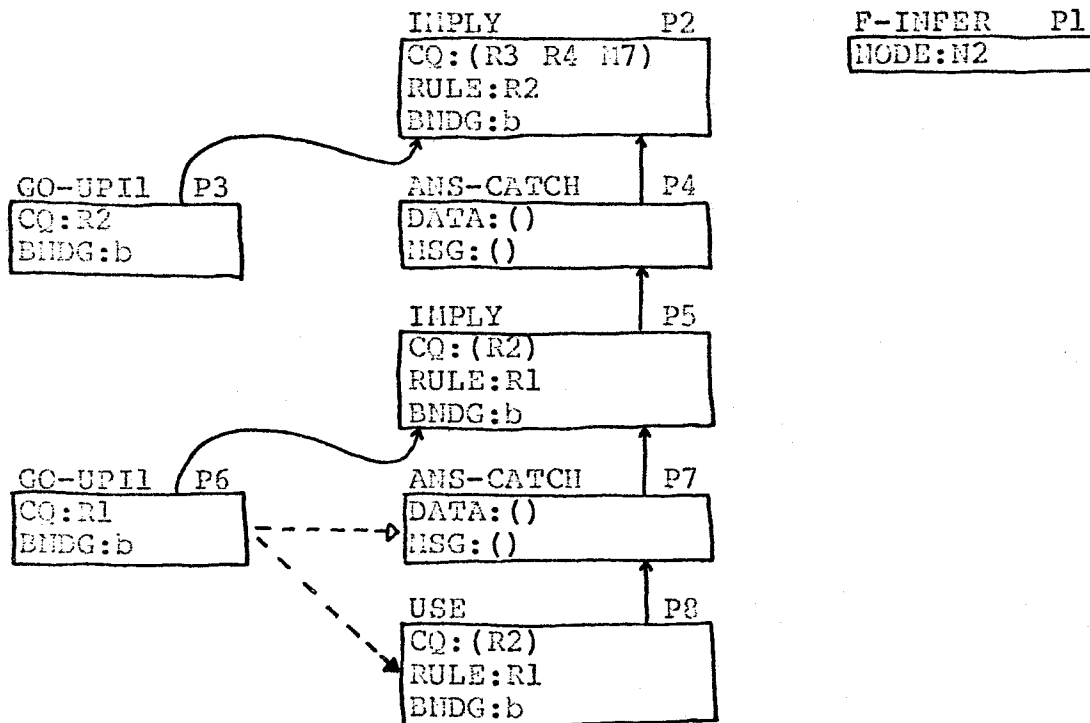 IMPLY P2
CQ:(R3 R4 M7)
RULE:R2
BNDG:b
F-INFER P1
NODE:N2
GO-UPI1 P3
CQ:R2
BNDG:b
ANS-CATCH P4
DATA:()
MSG:()
IMPLY P5
CQ:(R2)
RULE:R1
BNDG:b
GO-UPI1 P6
CQ:R1
BNDG:b
ANS-CATCH P7
DATA:()
MSG:()
USE P8
CQ:(R2)
RULE:R1
BNDG:b